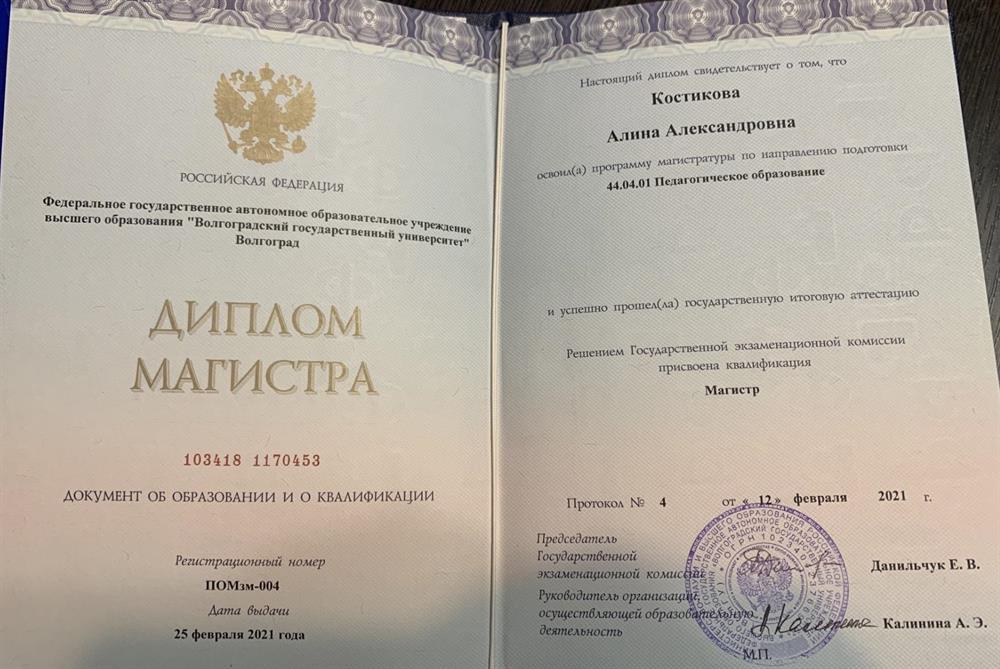 РОССИЙСКАЯ ФЕДЕРАЦИЯ
Федеральное государственное автономное образовательное учреждение
высшего образования "Волгоградский государственный университет"
Волгоград
ДИПЛОМ
МАГИСТРА
103418 1170453
ДОКУМЕНТ ОБ ОБРАЗОВАНИИ И О КВАЛИФИКАЦИИ
Регистрационный номер
ПОМзм-004
Дата выдачи
25 февраля 2021 года
Настоящий диплом свидетельствует о том, что
Костикова
Алина Александровна
освоил(а) программу магистратуры по направлению подготовки
44.04.01 Педагогическое образование
и успешно прошел(ла) государственную итоговую аттестацию
Решением Государственной экзаменационной комиссии
присвоена квалификация
Магистр
Протокол № 4 от « 12 » февраля 2021 г.
Председатель
Государственной
экзаменационной комиссии
Данильчук Е. В.
Руководитель организации,
осуществляющей образовательную
деятельность
Калинина А. Э.
М.П.